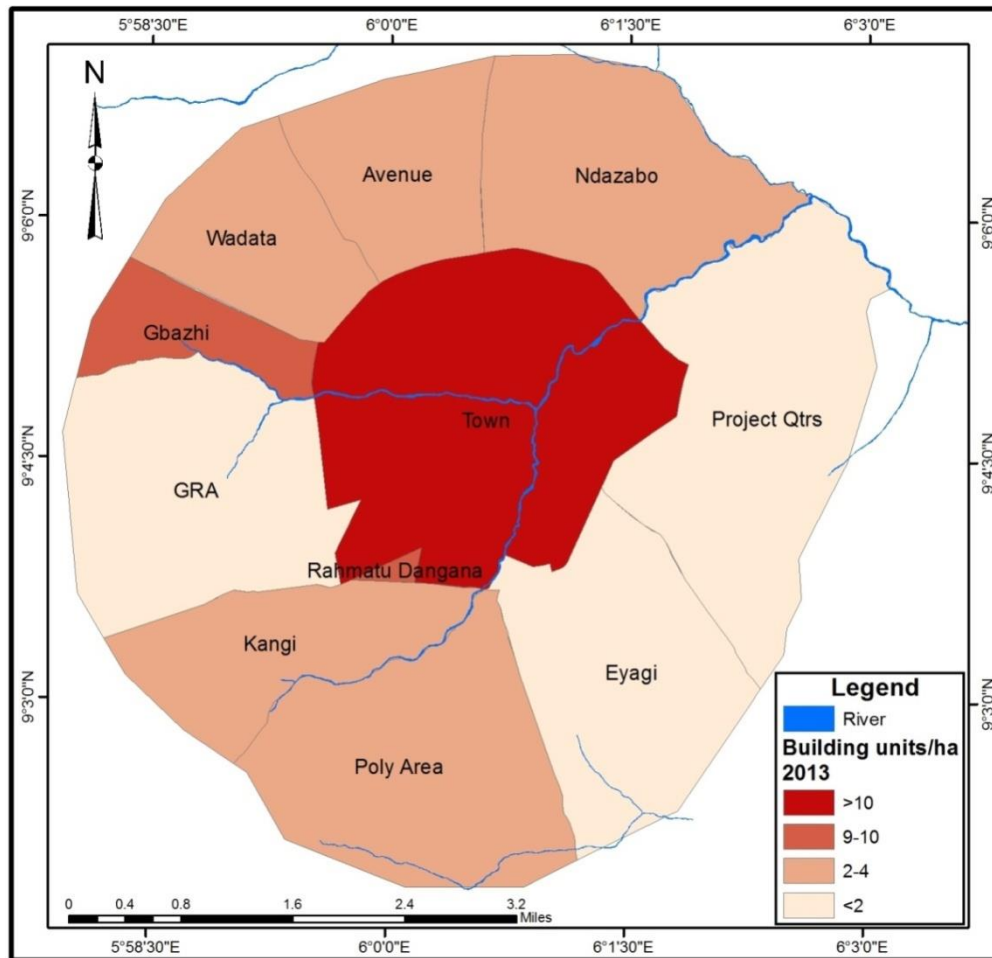 5°58'30"E 6°0'0"E 6°1'30"E 6°3'0"E
N
Avenue
Ndazabo
9°6'0"N
9°6'0"N
Wadata
Gbazhi
Town
Project Qtrs
9°4'30"N
9°4'30"N
GRA
Rahmatu Dangana
Kangi
Eyagi
9°3'0"N
9°3'0"N
Poly Area
Legend
River
Building units/ha
2013
>10
9-10
2-4
<2
0 0.4 0.8 1.6 2.4 3.2
Miles
5°58'30"E 6°0'0"E 6°1'30"E 6°3'0"E